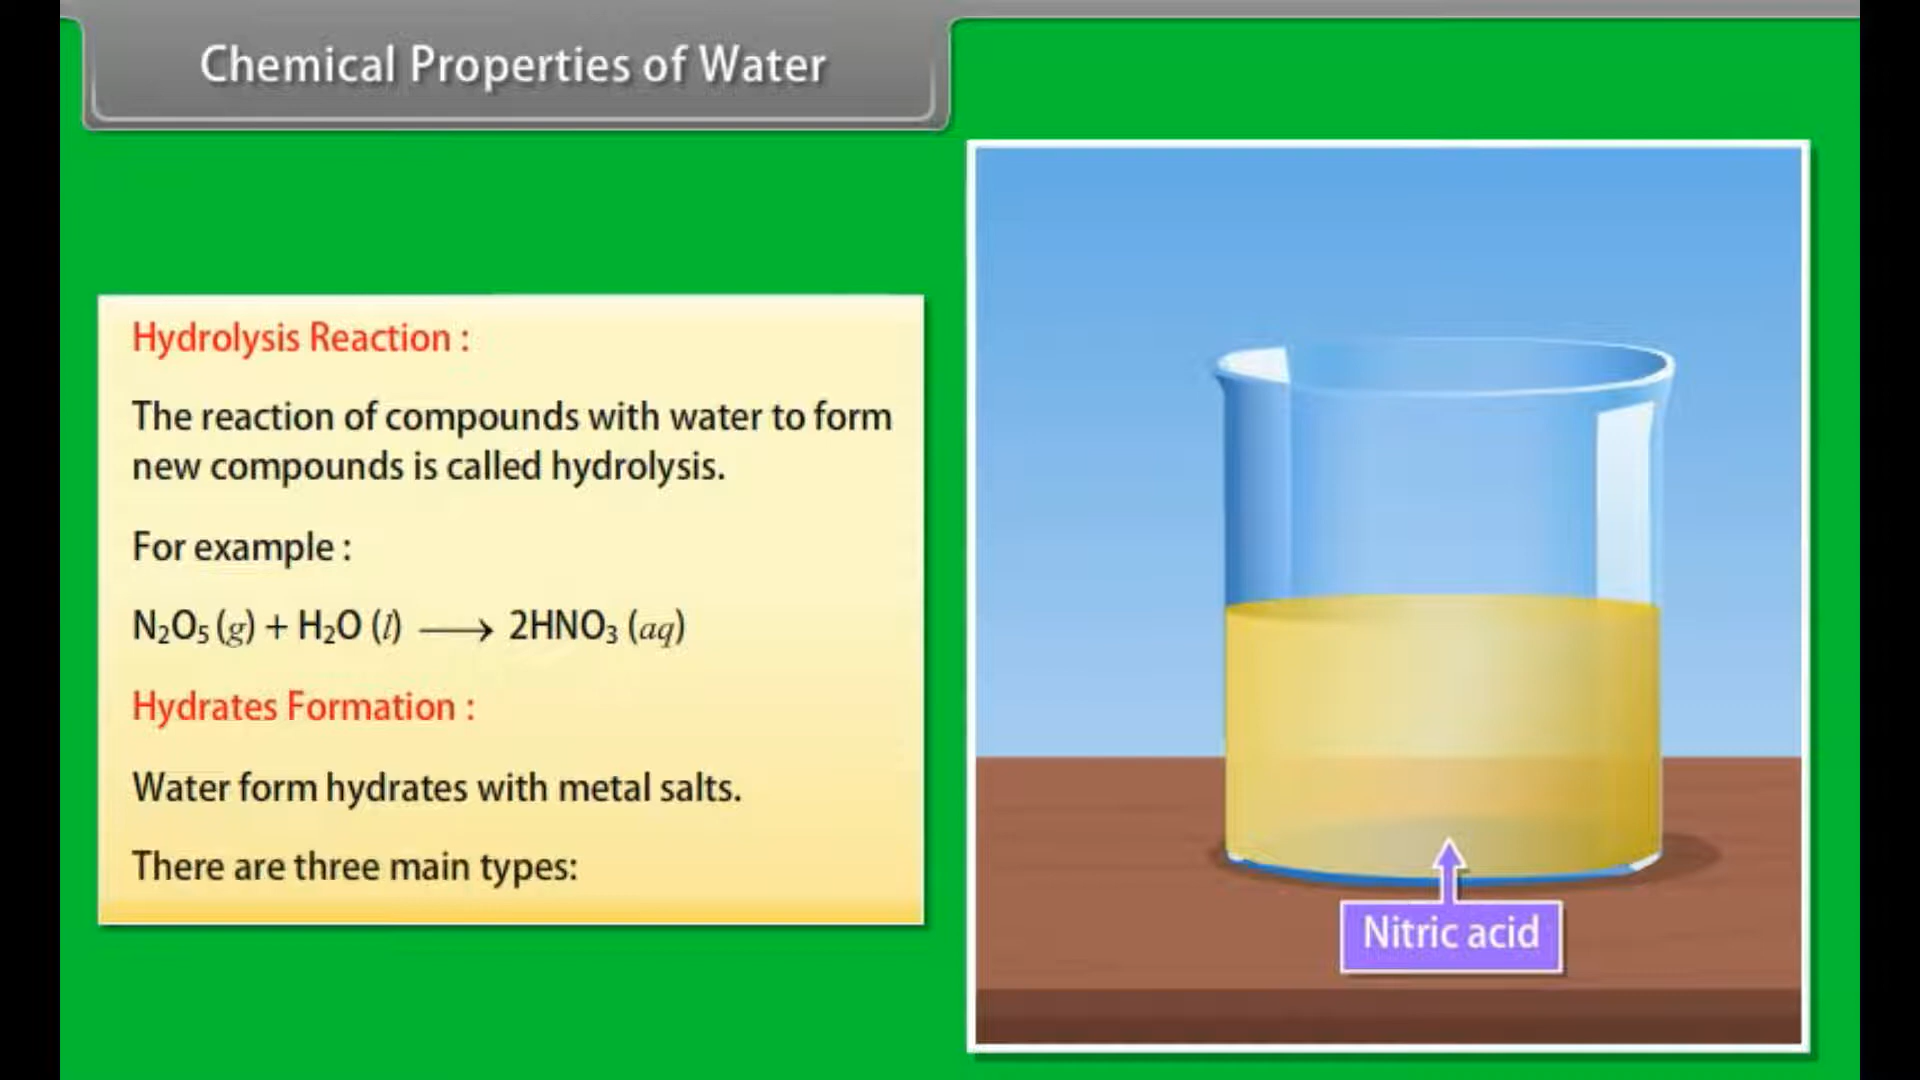 Chemical Properties of Water
Hydrolysis Reaction :
The reaction of compounds with water to form
new compounds is called hydrolysis.
For example :
N₂O₅ (g) + H₂O (l) ⟶ 2HNO₃ (aq)
Hydrates Formation :
Water form hydrates with metal salts.
There are three main types:
Nitric acid